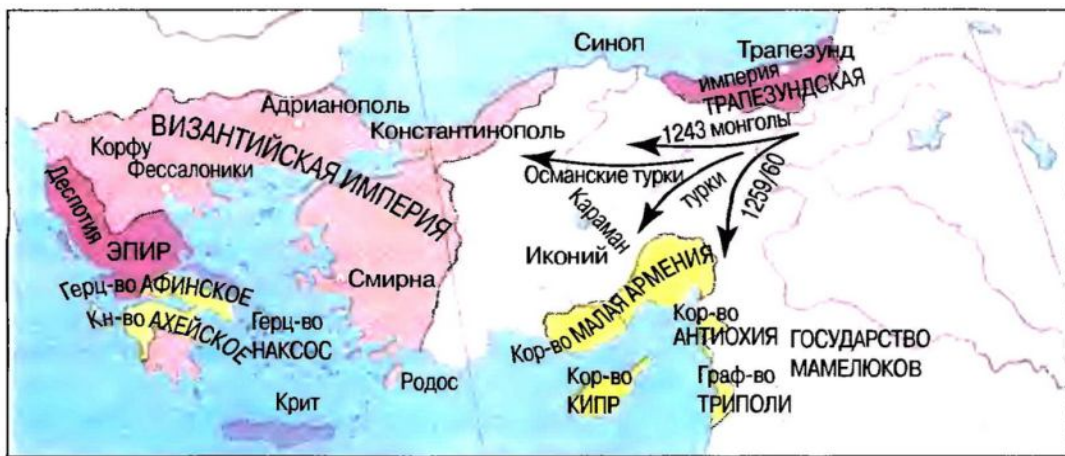 Синоп
Трапезунд
империя
ТРАПЕЗУНДСКАЯ
Адрианополь
Константинополь
1243 монголы
ВИЗАНТИЙСКАЯ ИМПЕРИЯ
Корфу
Фессалоники
Османские турки
турки
1259/60
Караман
Деспотия
ЭПИР
Иконий
Смирна
Герц-во АФИНСКОЕ
Кн-во АХЕЙСКОЕ
Герц-во
НАКСОС
Кор-во МАЛАЯ АРМЕНИЯ
Кор-во
АНТИОХИЯ
ГОСУДАРСТВО
МАМЕЛЮКОВ
Родос
Кор-во
КИПР
Граф-во
ТРИПОЛИ
Крит